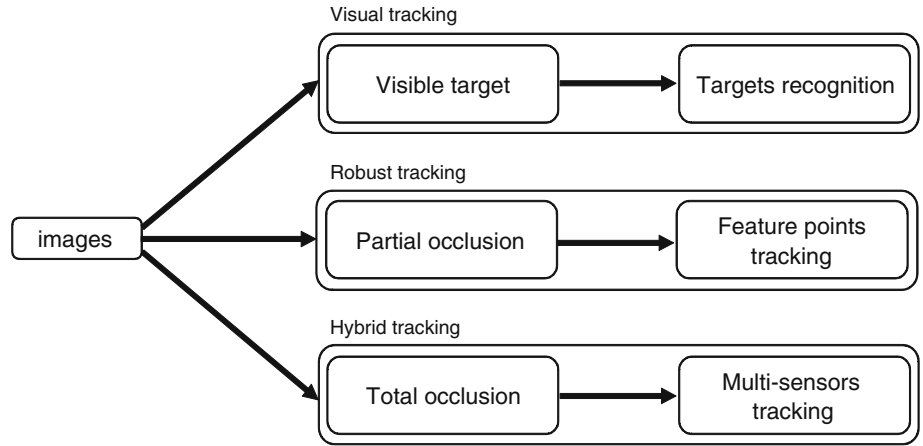 Visual tracking
Visible target
Targets recognition
Robust tracking
images
Partial occlusion
Feature points
tracking
Hybrid tracking
Total occlusion
Multi-sensors
tracking